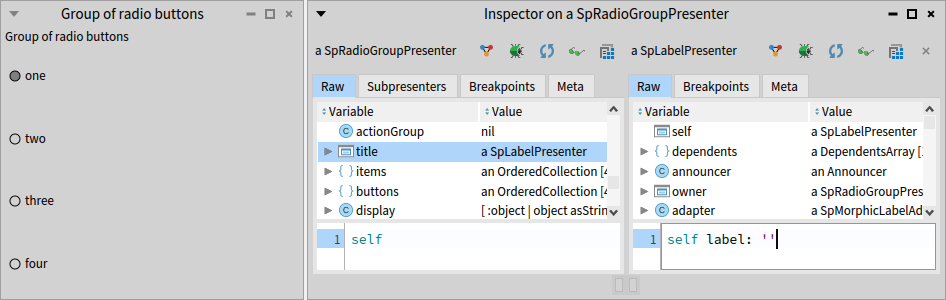 Group of radio buttons
Group of radio buttons
one
two
three
four
Inspector on a SpRadioGroupPresenter
a SpRadioGroupPresenter
Raw Subpresenters Breakpoints Meta
Variable Value
actionGroup nil
title a SpLabelPresenter
items an OrderedCollection [4
buttons an OrderedCollection [4
display [ :object | object asStrin
1 self
a SpLabelPresenter
Raw Breakpoints Meta
Variable Value
self a SpLabelPresenter
dependents a DependentsArray [
announcer an Announcer
owner a SpRadioGroupPres
adapter a SpMorphicLabelAd
1 self label: ''